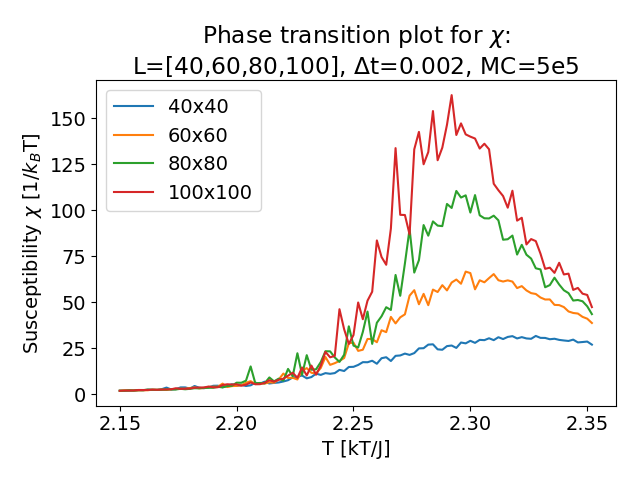 Phase transition plot for χ:
L=[40,60,80,100], Δt=0.002, MC=5e5
40x40
60x60
80x80
100x100
Susceptibility χ [1/k_BT]
150
125
100
75
50
25
0
2.15 2.20 2.25 2.30 2.35
T [kT/J]